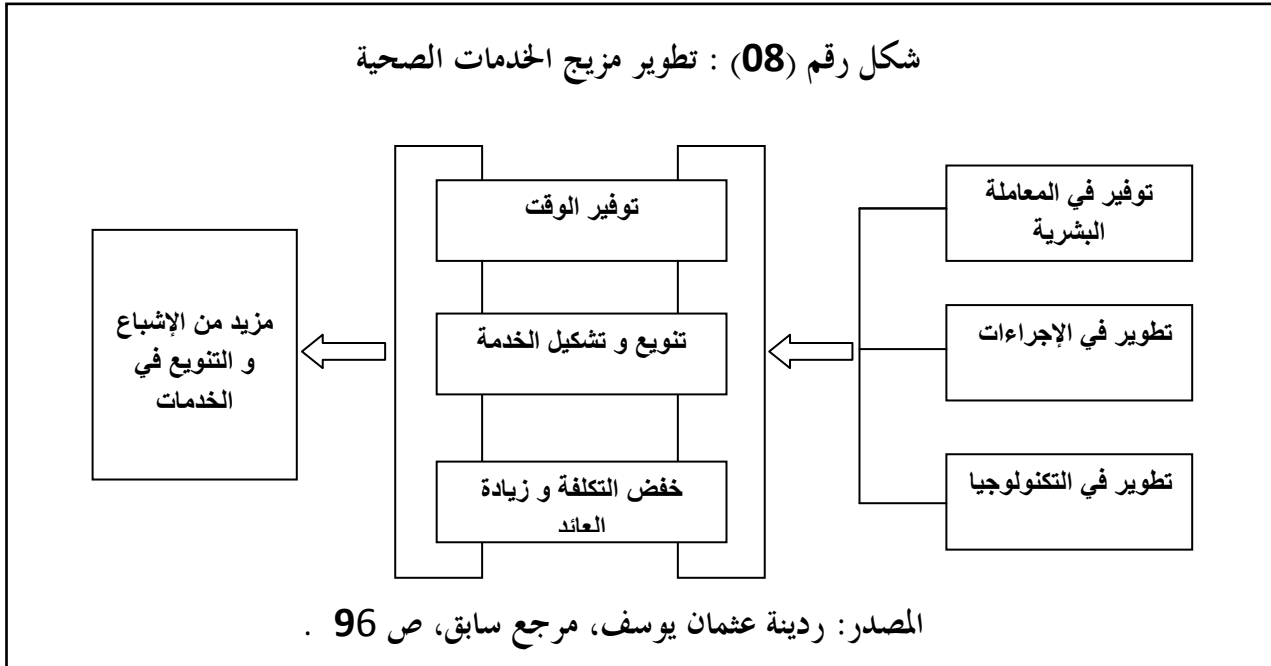 شكل رقم (08) : تطوير مزيج الخدمات الصحية
توفير في المعاملة
البشرية
تطوير في الإجراءات
تطوير في التكنولوجيا
توفير الوقت
تنويع و تشكيل الخدمة
خفض التكلفة و زيادة
العائد
مزيد من الإشباع
و التنويع في
الخدمات
المصدر: ردينة عثمان يوسف، مرجع سابق، ص 96 .